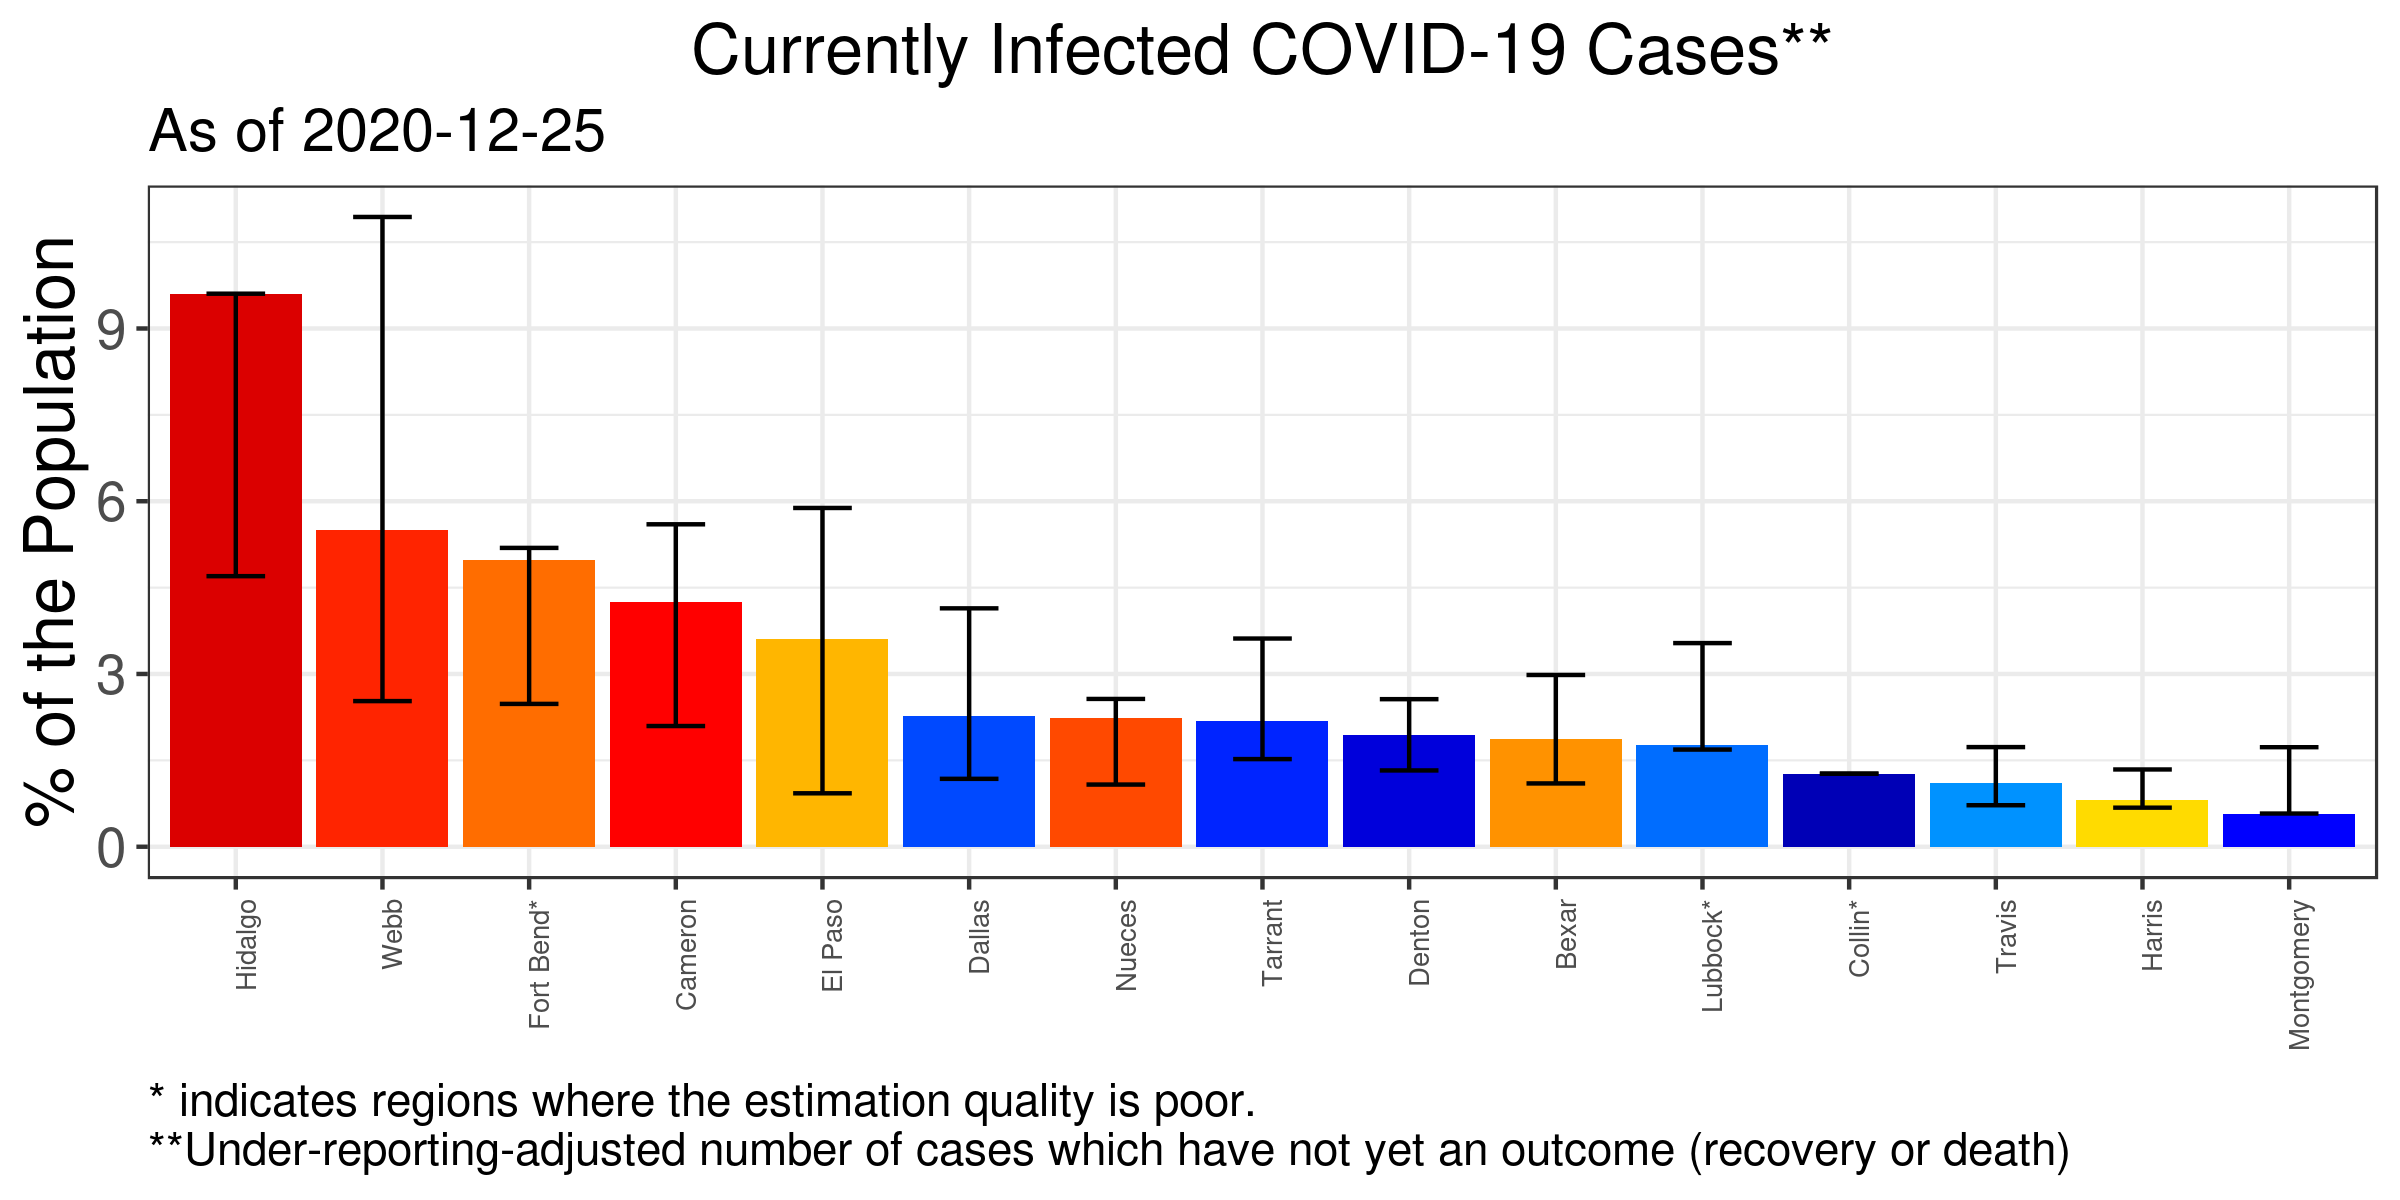 Currently Infected COVID-19 Cases**
As of 2020-12-25
% of the Population
9
6
3
0
Hidalgo
Webb
Fort Bend*
Cameron
El Paso
Dallas
Nueces
Tarrant
Denton
Bexar
Lubbock*
Collin*
Travis
Harris
Montgomery
* indicates regions where the estimation quality is poor.
**Under-reporting-adjusted number of cases which have not yet an outcome (recovery or death)